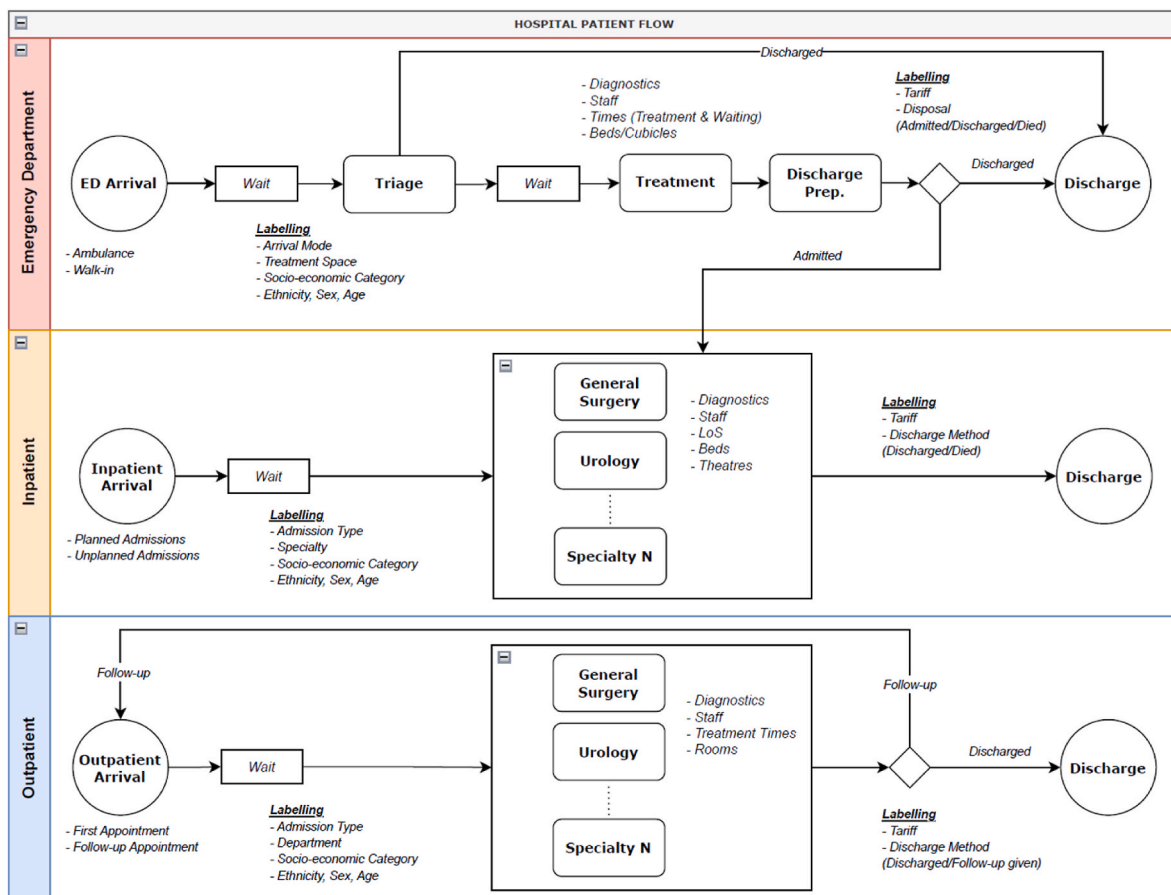 HOSPITAL PATIENT FLOW
Emergency Department
Discharged
- Diagnostics
- Staff
- Times (Treatment & Waiting)
- Beds/Cubicles
Labelling
- Tariff
- Disposal
(Admitted/Discharged/Died)
ED Arrival
Wait
Triage
Wait
Treatment
Discharge
Prep.
Discharged
Discharge
- Ambulance
- Walk-in
Labelling
- Arrival Mode
- Treatment Space
- Socio-economic Category
- Ethnicity, Sex, Age
Admitted
Inpatient
Inpatient
Arrival
- Planned Admissions
- Unplanned Admissions
Wait
Labelling
- Admission Type
- Specialty
- Socio-economic Category
- Ethnicity, Sex, Age
General
Surgery
Urology
Specialty N
- Diagnostics
- Staff
- LoS
- Beds
- Theatres
Labelling
- Tariff
- Discharge Method
(Discharged/Died)
Discharge
Outpatient
Follow-up
Outpatient
Arrival
- First Appointment
- Follow-up Appointment
Wait
Labelling
- Admission Type
- Department
- Socio-economic Category
- Ethnicity, Sex, Age
General
Surgery
Urology
Specialty N
- Diagnostics
- Staff
- Treatment Times
- Rooms
Follow-up
Discharged
Labelling
- Tariff
- Discharge Method
(Discharged/Follow-up given)
Discharge